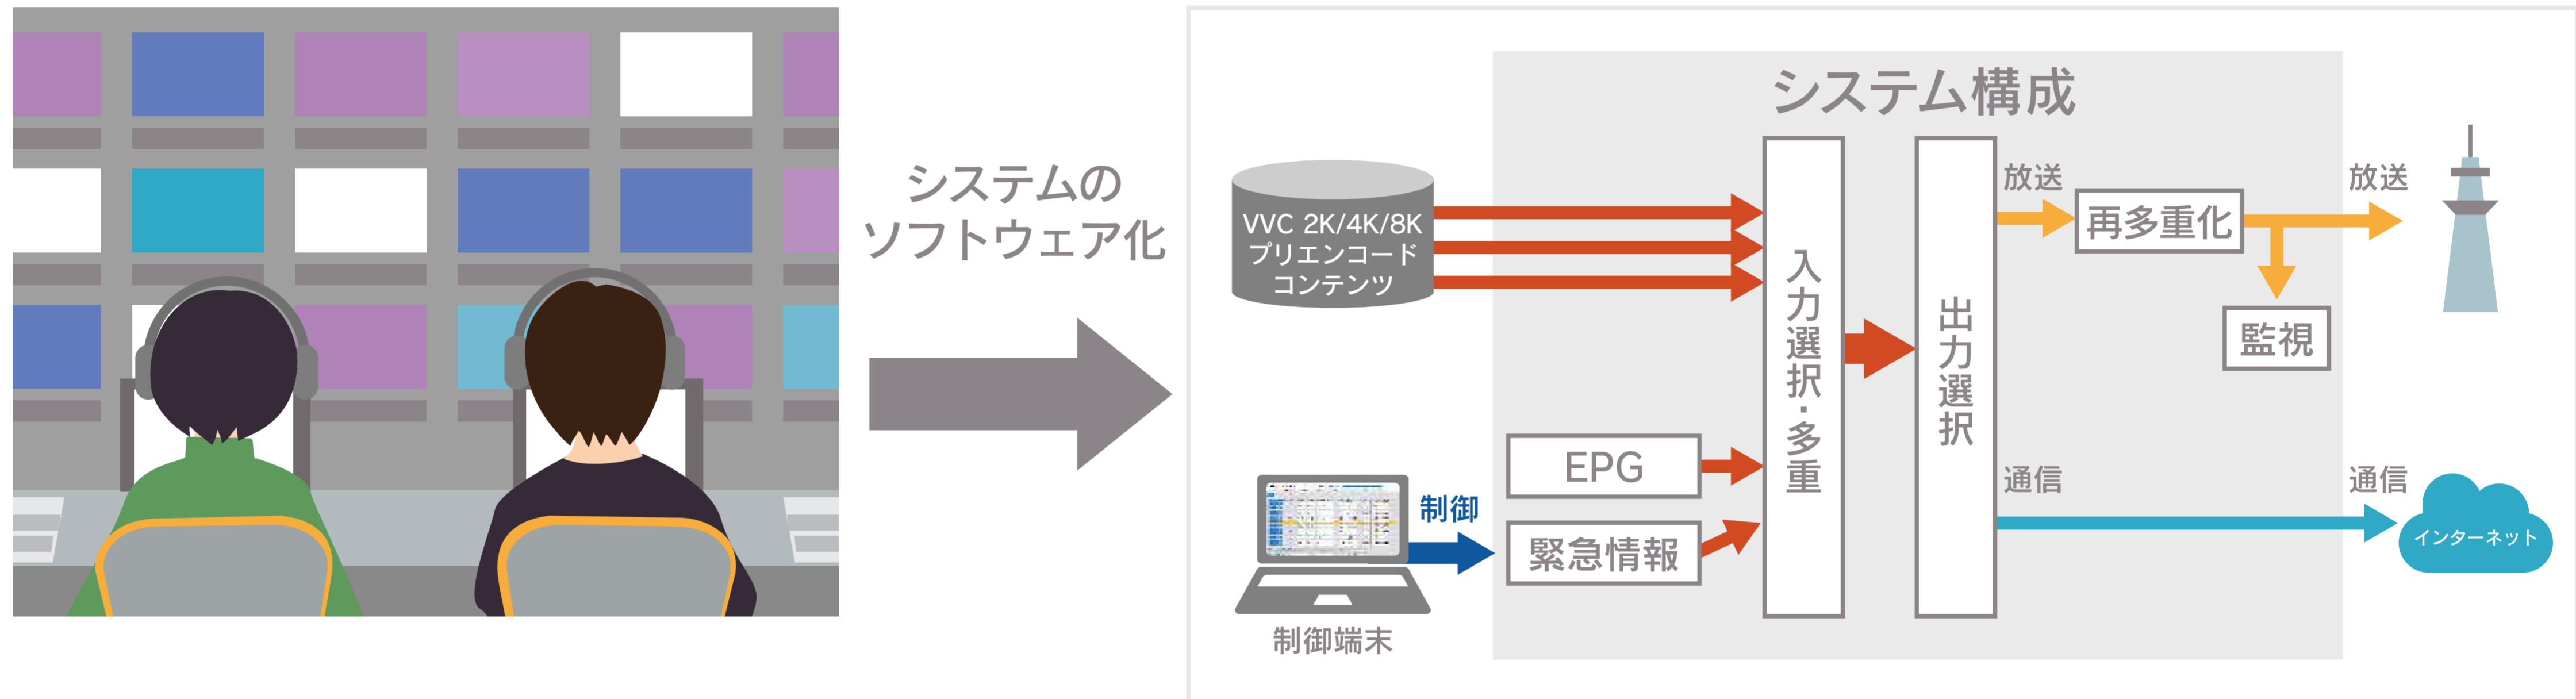 システムの
ソフトウェア化
システム構成
VVC 2K/4K/8K
プリエンコード
コンテンツ
入力選択・多重
出力選択
放送
再多重化
放送
監視
EPG
緊急情報
制御
制御端末
通信
通信
インターネット